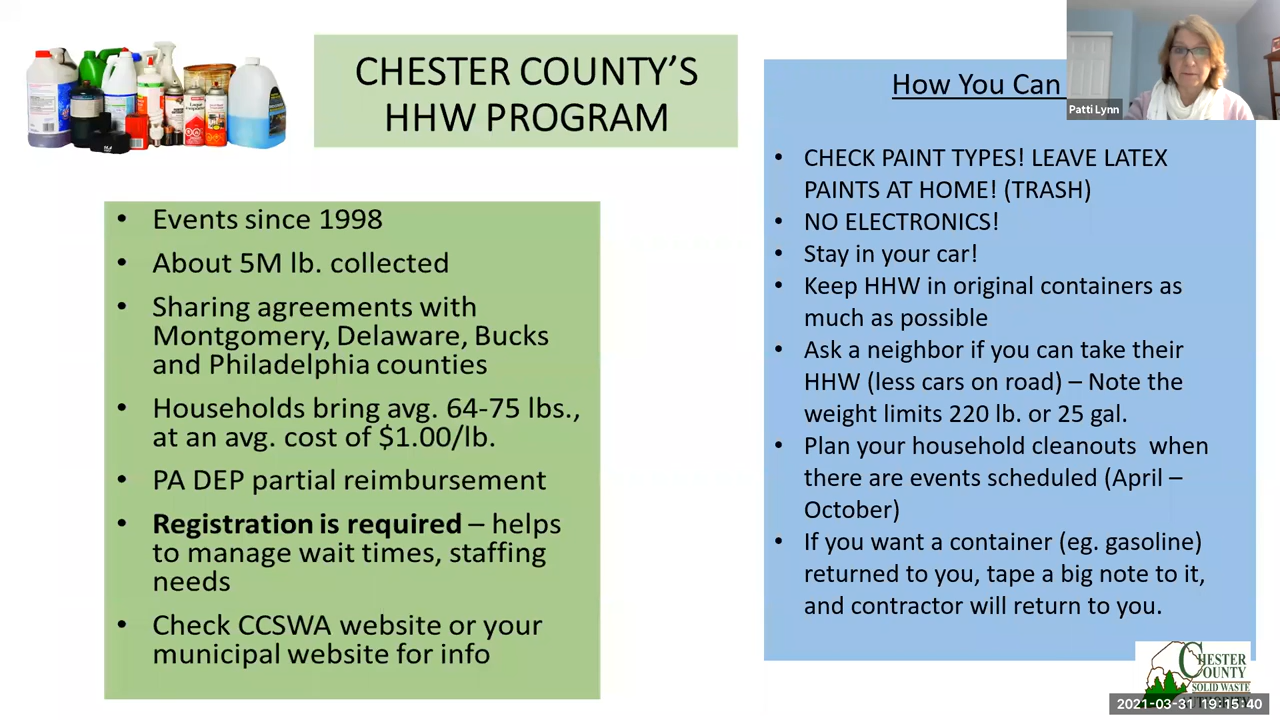 CHESTER COUNTY'S
HHW PROGRAM
• Events since 1998
• About 5M lb. collected
• Sharing agreements with
Montgomery, Delaware, Bucks
and Philadelphia counties
• Households bring avg. 64-75 lbs.,
at an avg. cost of $1.00/lb.
• PA DEP partial reimbursement
• Registration is required – helps
to manage wait times, staffing
needs
• Check CCSWA website or your
municipal website for info
How You Can
Patti Lynn
• CHECK PAINT TYPES! LEAVE LATEX
PAINTS AT HOME! (TRASH)
• NO ELECTRONICS!
• Stay in your car!
• Keep HHW in original containers as
much as possible
• Ask a neighbor if you can take their
HHW (less cars on road) – Note the
weight limits 220 lb. or 25 gal.
• Plan your household cleanouts when
there are events scheduled (April –
October)
• If you want a container (eg. gasoline)
returned to you, tape a big note to it,
and contractor will return to you.
CHESTER
COUNTY
SOLID WASTE
2021-03-31 19:15:40